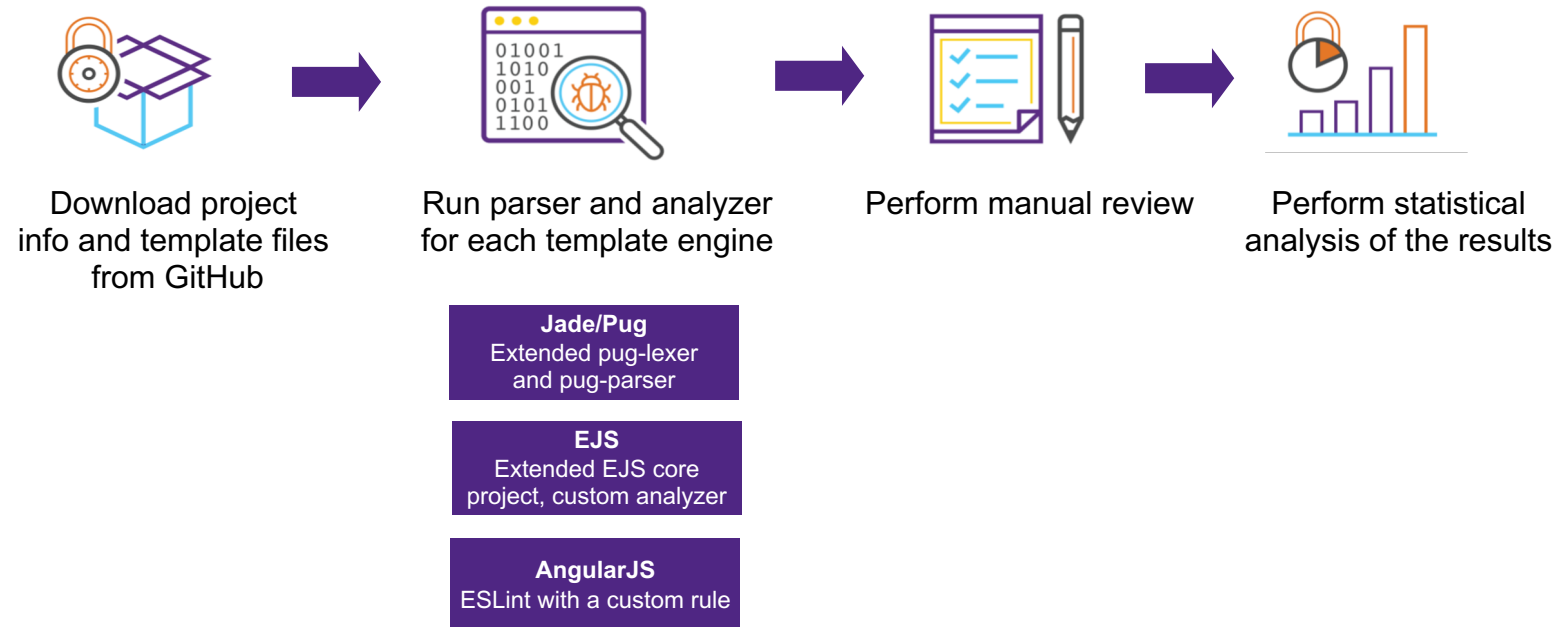 01001
1010
001
0101
1100
Download project
info and template files
from GitHub
Run parser and analyzer
for each template engine
Perform manual review
Perform statistical
analysis of the results
Jade/Pug
Extended pug-lexer
and pug-parser
EJS
Extended EJS core
project, custom analyzer
AngularJS
ESLint with a custom rule